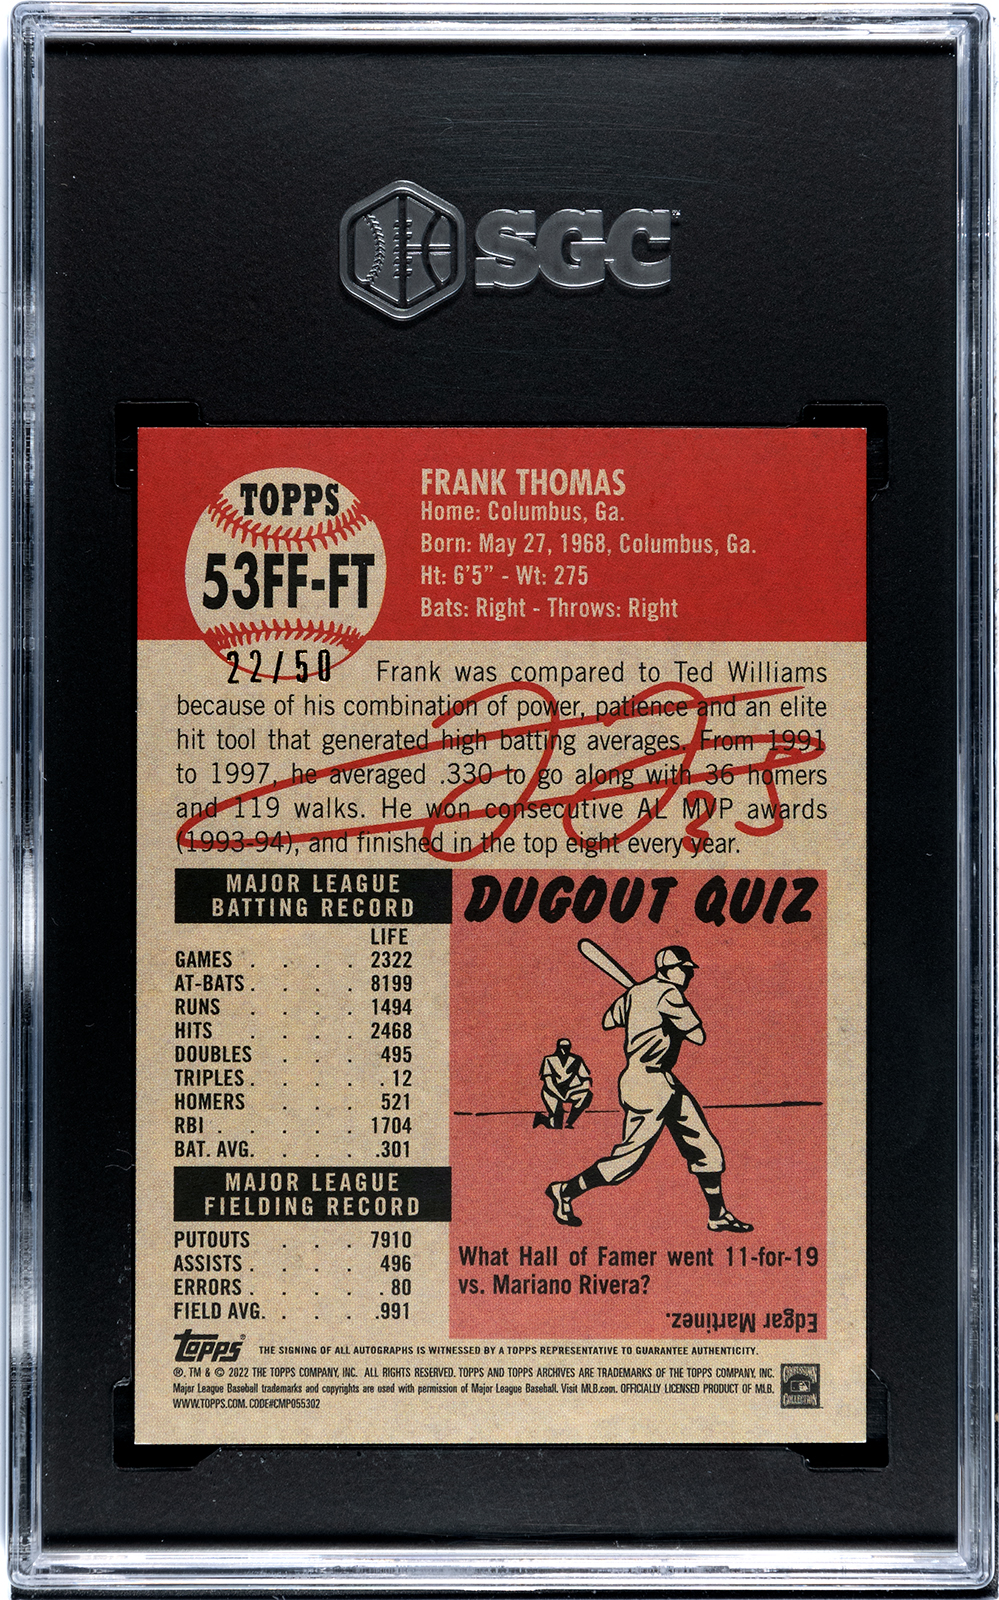 SGC™
TOPPS
53FF-FT
22/50
FRANK THOMAS
Home: Columbus, Ga.
Born: May 27, 1968, Columbus, Ga.
Ht: 6'5” - Wt: 275
Bats: Right - Throws: Right
Frank was compared to Ted Williams
because of his combination of power, patience and an elite
hit tool that generated high batting averages. From 1991
to 1997, he averaged .330 to go along with 36 homers
and 119 walks. He won consecutive AL MVP awards
(1993-94), and finished in the top eight every year.
MAJOR LEAGUE
BATTING RECORD
LIFE
GAMES . . . . 2322
AT-BATS . . . . 8199
RUNS . . . . 1494
HITS . . . . 2468
DOUBLES . . . 495
TRIPLES . . . . . 12
HOMERS . . . 521
RBI . . . . . 1704
BAT. AVG. . . . .301
MAJOR LEAGUE
FIELDING RECORD
PUTOUTS . . . 7910
ASSISTS . . . . 496
ERRORS . . . . . 80
FIELD AVG. . . . .991
DUGOUT QUIZ
What Hall of Famer went 11-for-19
vs. Mariano Rivera?
Edgar Martinez.
Topps®
THE SIGNING OF ALL AUTOGRAPHS IS WITNESSED BY A TOPPS REPRESENTATIVE TO GUARANTEE AUTHENTICITY.
®, TM & © 2022 THE TOPPS COMPANY, INC. ALL RIGHTS RESERVED. TOPPS AND TOPPS ARCHIVES ARE TRADEMARKS OF THE TOPPS COMPANY, INC.
Major League Baseball trademarks and copyrights are used with permission of Major League Baseball. Visit MLB.com. OFFICIALLY LICENSED PRODUCT OF MLB.
WWW.TOPPS.COM. CODE#CMP055302
COOPERSTOWN
COLLECTION